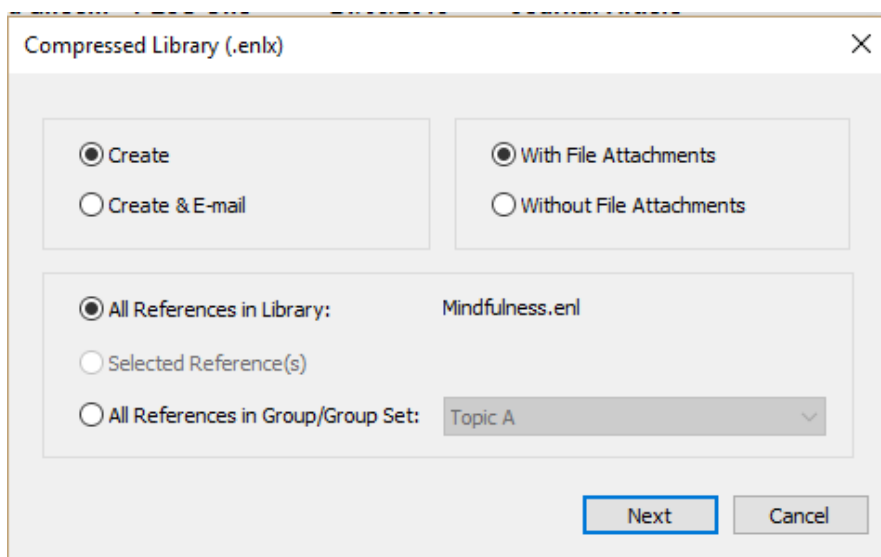 Compressed Library (.enlx)
Create
With File Attachments
Create & E-mail
Without File Attachments
All References in Library: Mindfulness.enl
Selected Reference(s)
All References in Group/Group Set: Topic A
Next Cancel